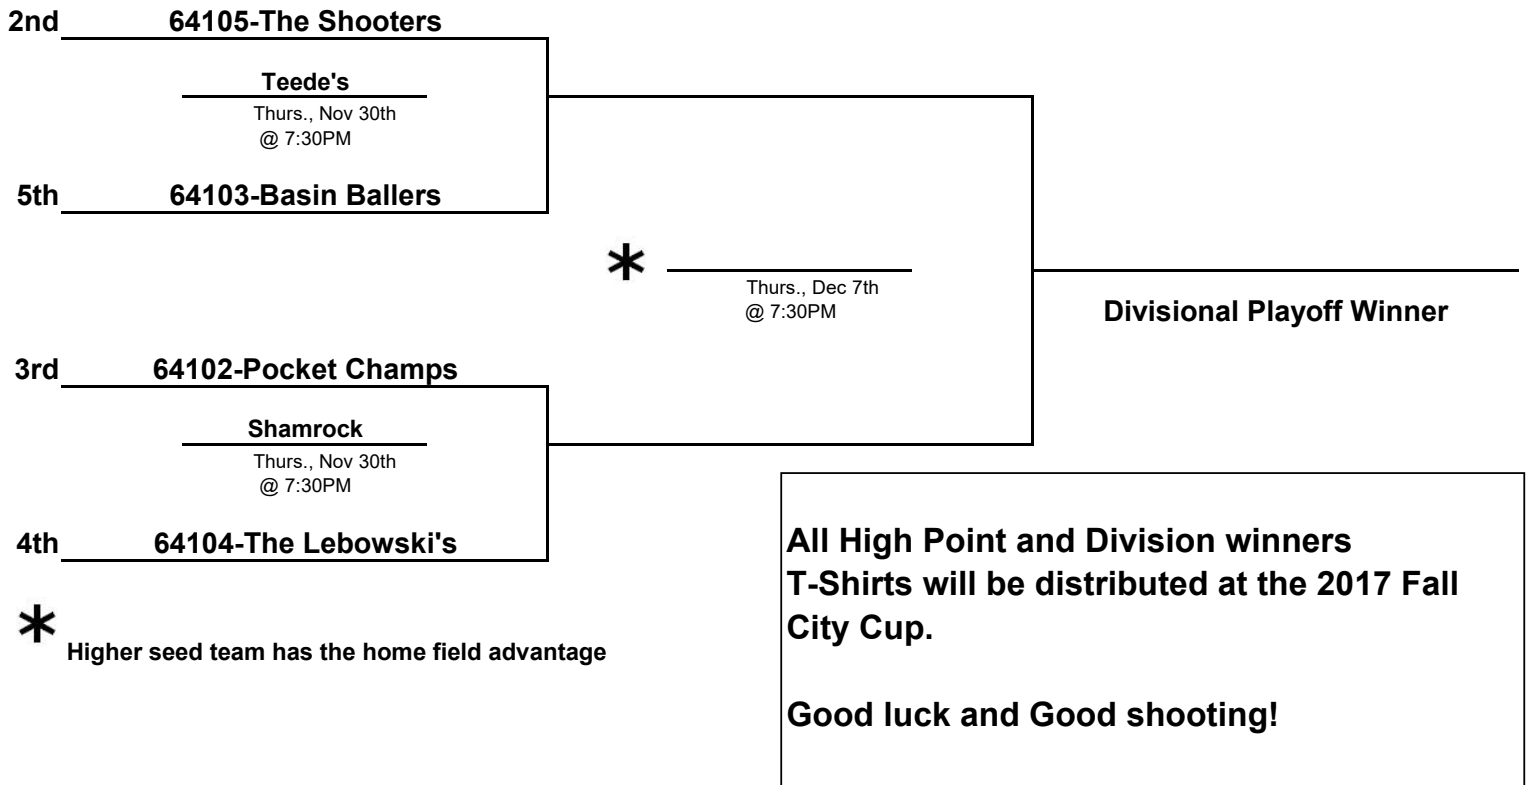 2nd 64105-The Shooters
Teede's
Thurs., Nov 30th
@ 7:30PM
5th 64103-Basin Ballers
*
Thurs., Dec 7th
@ 7:30PM
Divisional Playoff Winner
3rd 64102-Pocket Champs
Shamrock
Thurs., Nov 30th
@ 7:30PM
4th 64104-The Lebowski's
* Higher seed team has the home field advantage
All High Point and Division winners
T-Shirts will be distributed at the 2017 Fall
City Cup.
Good luck and Good shooting!